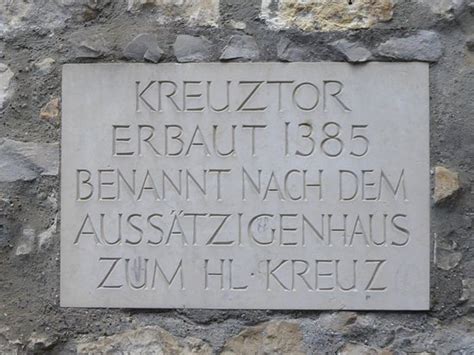 KREUZTOR
ERBAUT 1385
BENANNT NACH DEM
AUSSÄTZIGENHAUS
ZUM HL·KREUZ